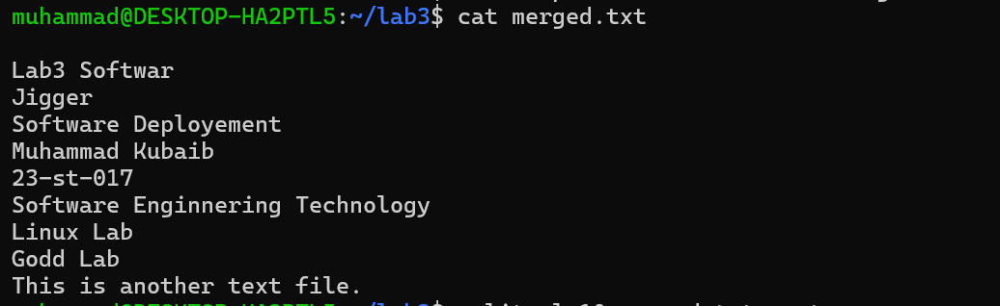 muhammad@DESKTOP-HA2PTL5:~/lab3$ cat merged.txt
Lab3 Softwar
Jigger
Software Deployement
Muhammad Kubaib
23-st-017
Software Enginnering Technology
Linux Lab
Godd Lab
This is another text file.